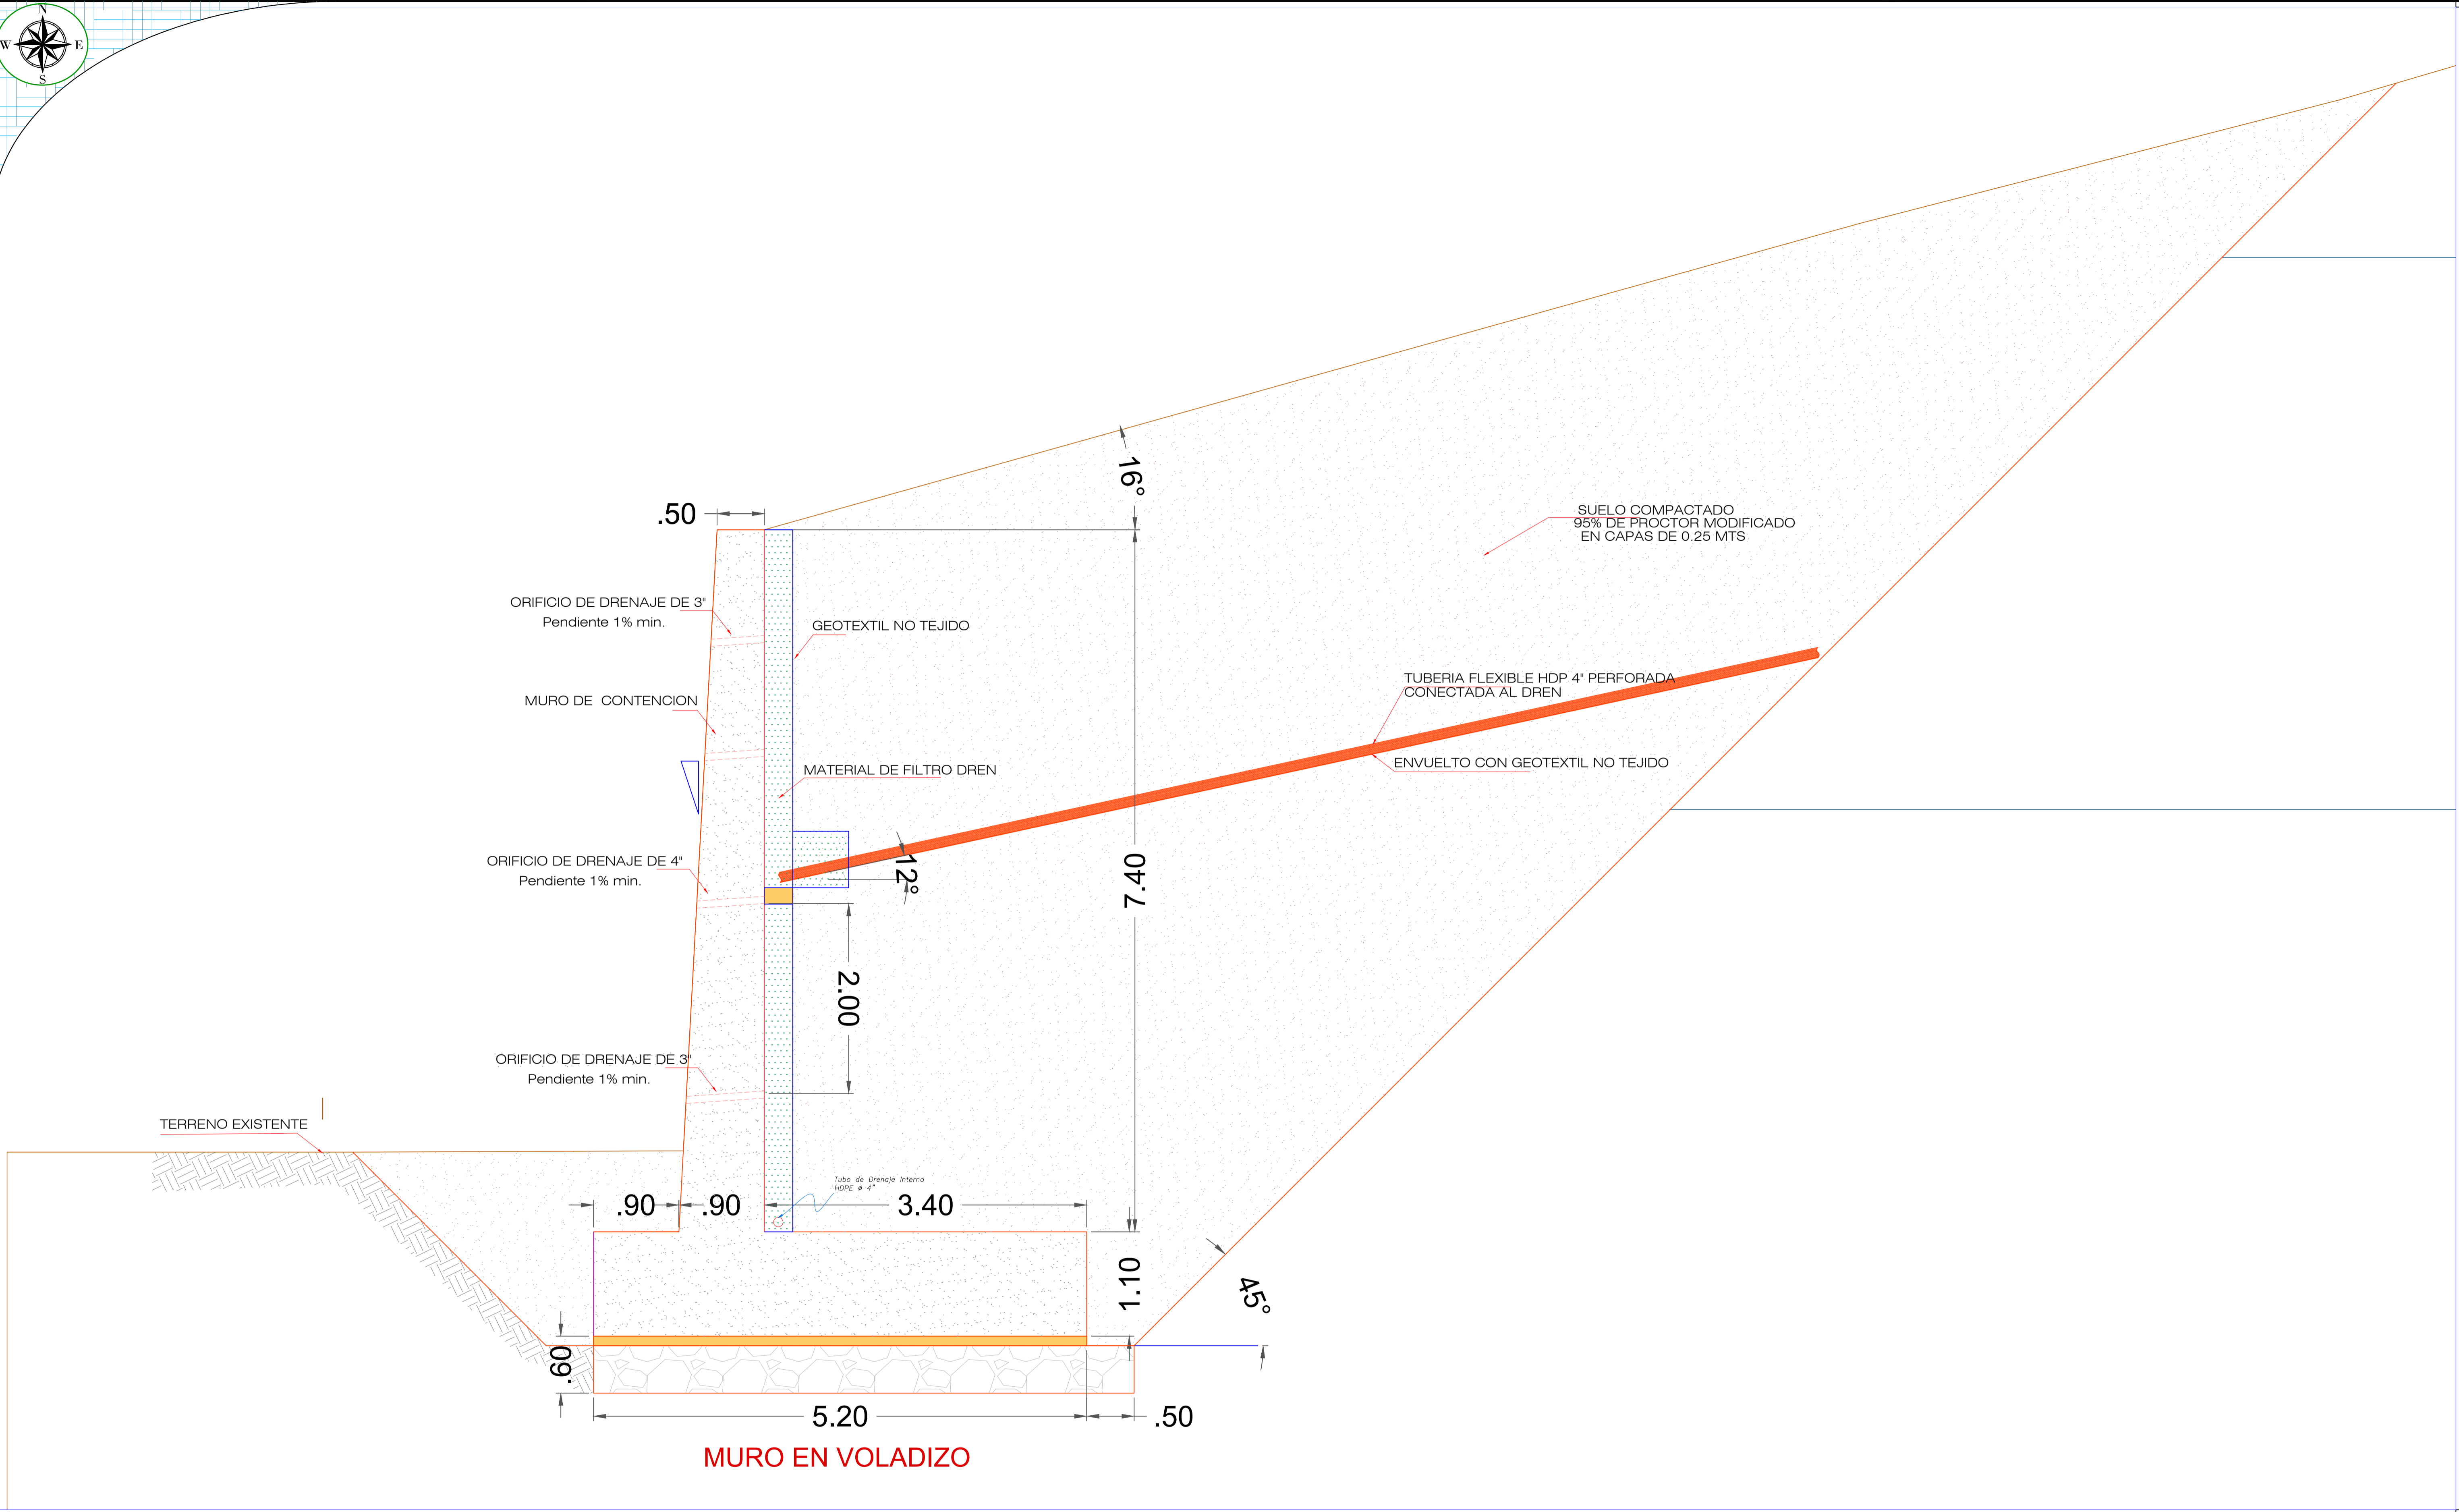 N
W
E
S
16°
.50
SUELO COMPACTADO
95% DE PROCTOR MODIFICADO
EN CAPAS DE 0.25 MTS
ORIFICIO DE DRENAJE DE 3"
Pendiente 1% min.
GEOTEXTIL NO TEJIDO
TUBERIA FLEXIBLE HDP 4" PERFORADA
CONECTADA AL DREN
MURO DE CONTENCION
ENVUELTO CON GEOTEXTIL NO TEJIDO
MATERIAL DE FILTRO DREN
ORIFICIO DE DRENAJE DE 4"
Pendiente 1% min.
12°
7.40
2.00
ORIFICIO DE DRENAJE DE 3"
Pendiente 1% min.
TERRENO EXISTENTE
Tubo de Drenaje Interno
HDPE ø 4"
.90
.90
3.40
1.10
45°
.60
5.20
.50
MURO EN VOLADIZO